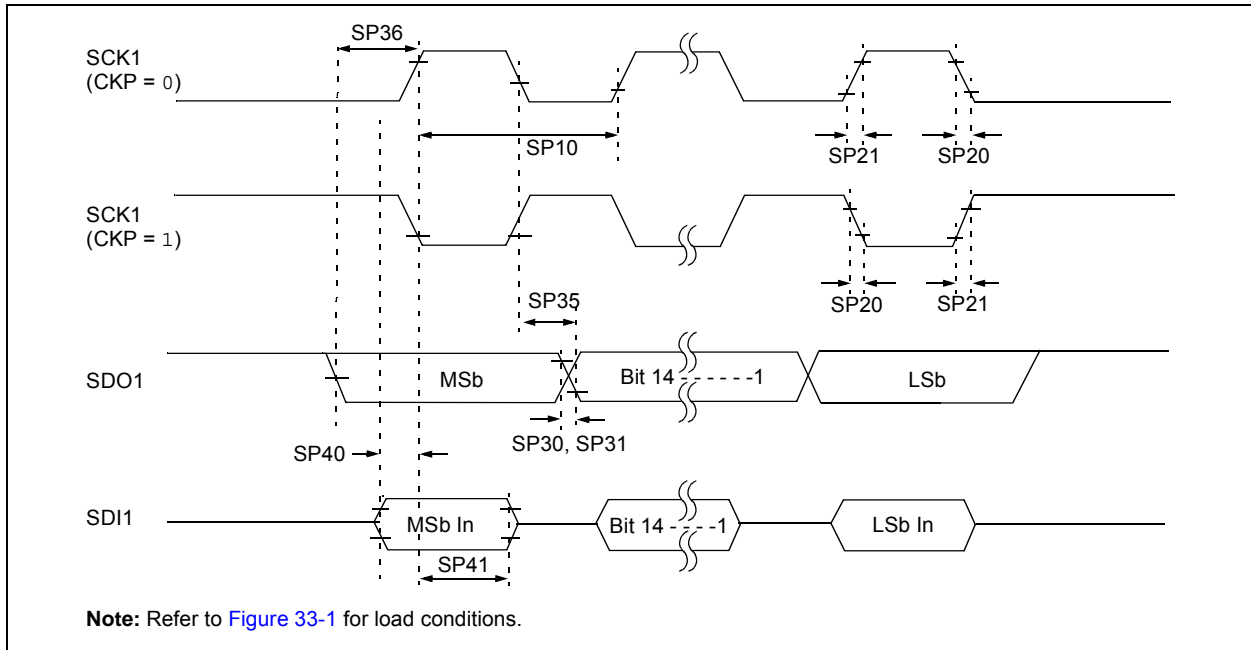 SP36
SCK1
(CKP = 0)
SP10
SP21
SP20
SCK1
(CKP = 1)
SP35
SP20
SP21
SDO1
MSb
Bit 14 - - - - - -1
LSb
SP30, SP31
SP40
SDI1
MSb In
Bit 14 - - - -1
LSb In
SP41
Note: Refer to Figure 33-1 for load conditions.